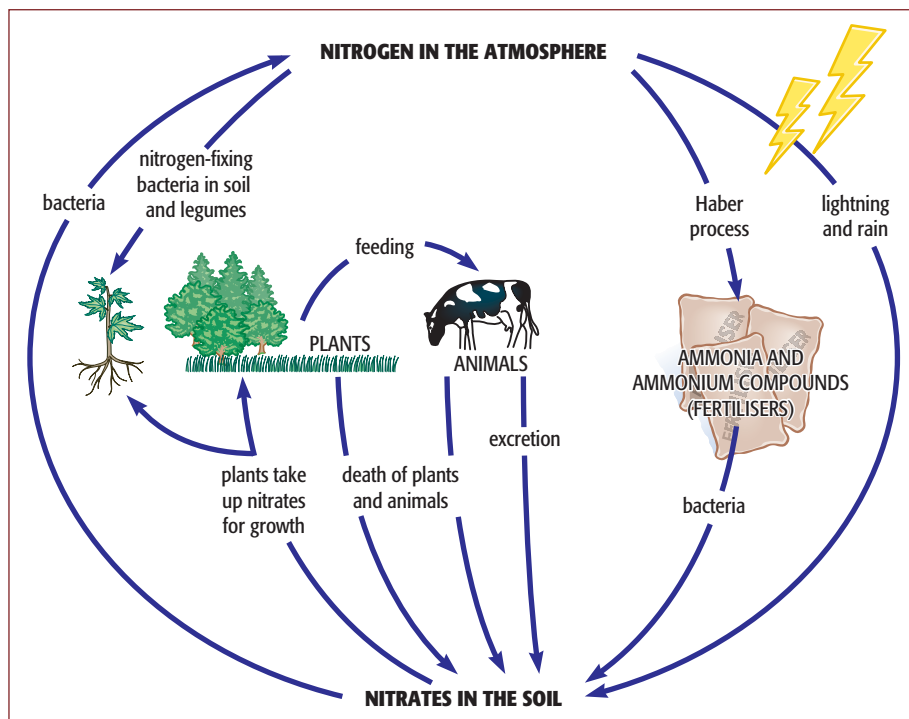 NITROGEN IN THE ATMOSPHERE
nitrogen-fixing
bacteria in soil
and legumes
bacteria
feeding
Haber
process
lightning
and rain
PLANTS
ANIMALS
AMMONIA AND
AMMONIUM COMPOUNDS
(FERTILISERS)
excretion
plants take
up nitrates
for growth
death of plants
and animals
bacteria
NITRATES IN THE SOIL